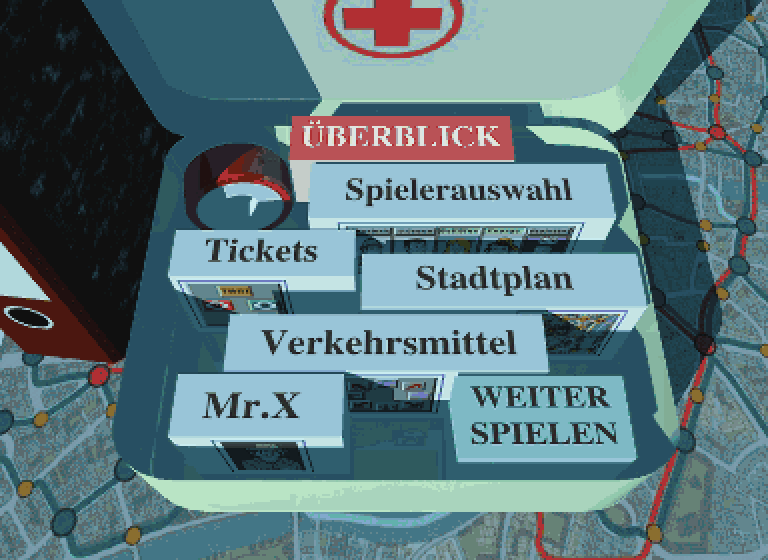 ÜBERBLICK
Spielerauswahl
Tickets
Stadtplan
Verkehrsmittel
Mr.X
WEITER
SPIELEN